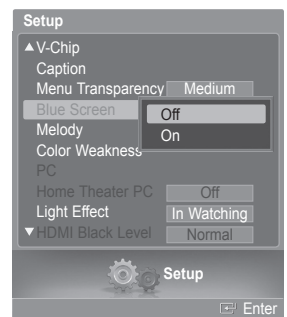 Setup
▲V-Chip
Caption
Menu Transparency Medium
Blue Screen Off
Melody On
Color Weakness
PC
Home Theater PC Off
Light Effect In Watching
▼HDMI Black Level Normal
Setup
Enter